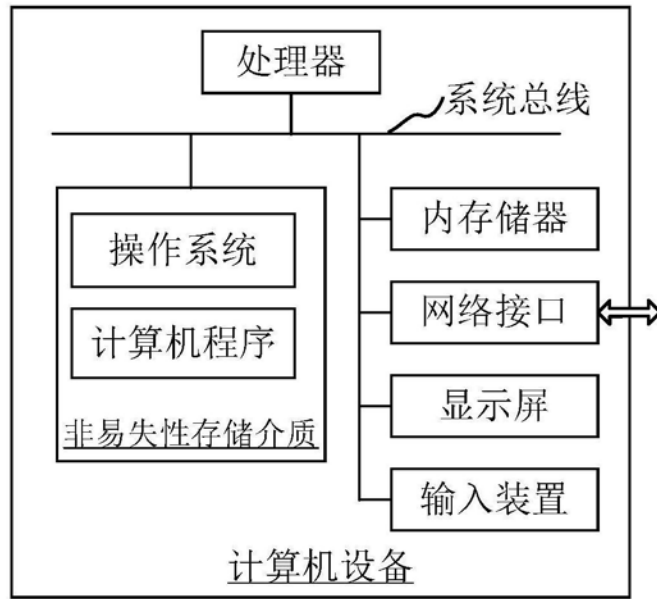 处理器
系统总线
操作系统
计算机程序
非易失性存储介质
内存储器
网络接口
显示屏
输入装置
计算机设备